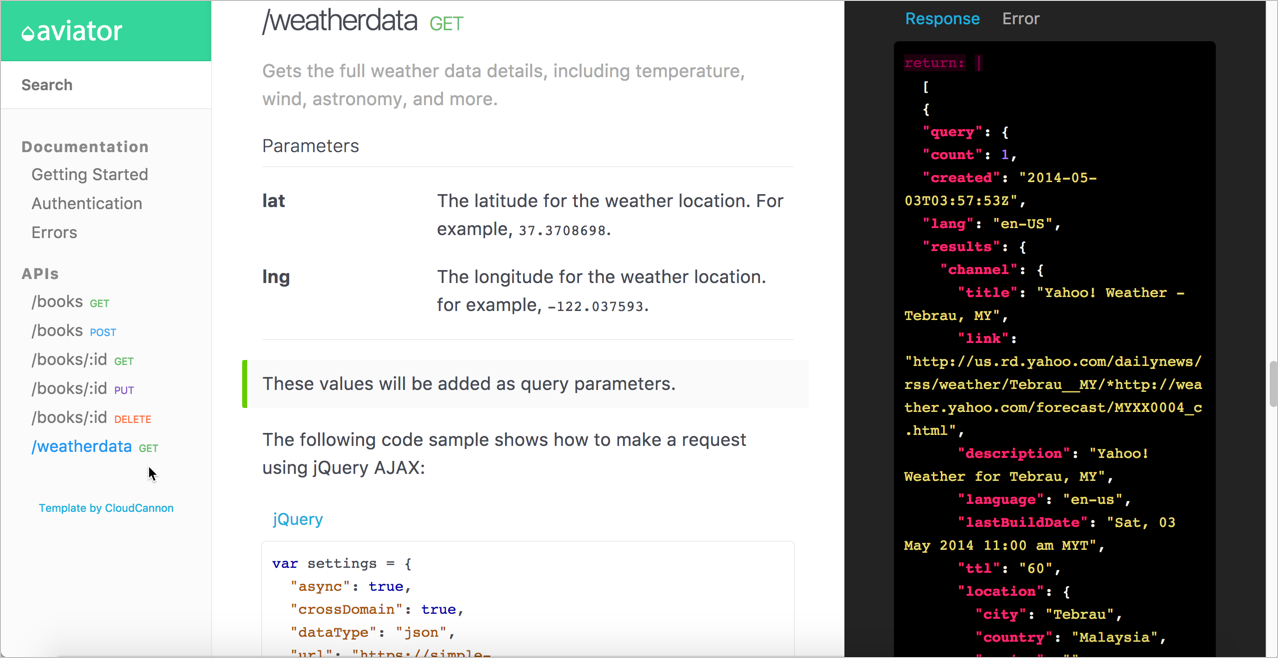 aviator
Search
Documentation
Getting Started
Authentication
Errors
APIs
/books GET
/books POST
/books/:id GET
/books/:id PUT
/books/:id DELETE
/weatherdata GET
Template by CloudCannon
/weatherdata GET
Gets the full weather data details, including temperature,
wind, astronomy, and more.
Parameters
lat
The latitude for the weather location. For
example, 37.3708698.
lng
The longitude for the weather location.
for example, -122.037593.
These values will be added as query parameters.
The following code sample shows how to make a request
using jQuery AJAX:
jQuery
var settings = {
"async": true,
"crossDomain": true,
"dataType": "json",
"url": "https://simple-
Response Error
return: |
[
{
"query": {
"count": 1,
"created": "2014-05-
03T03:57:53Z",
"lang": "en-US",
"results": {
"channel": {
"title": "Yahoo! Weather -
Tebrau, MY",
"link":
"http://us.rd.yahoo.com/dailynews/
rss/weather/Tebrau__MY/*http://wea
ther.yahoo.com/forecast/MYXX0004_c
.html",
"description": "Yahoo!
Weather for Tebrau, MY",
"language": "en-us",
"lastBuildDate": "Sat, 03
May 2014 11:00 am MYT",
"ttl": "60",
"location": {
"city": "Tebrau",
"country": "Malaysia",